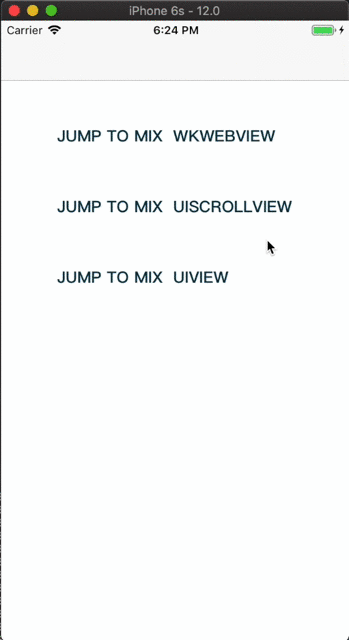 iPhone 6s - 12.0
Carrier 6:24 PM
JUMP TO MIX  WKWEBVIEW
JUMP TO MIX  UISCROLLVIEW
JUMP TO MIX  UIVIEW